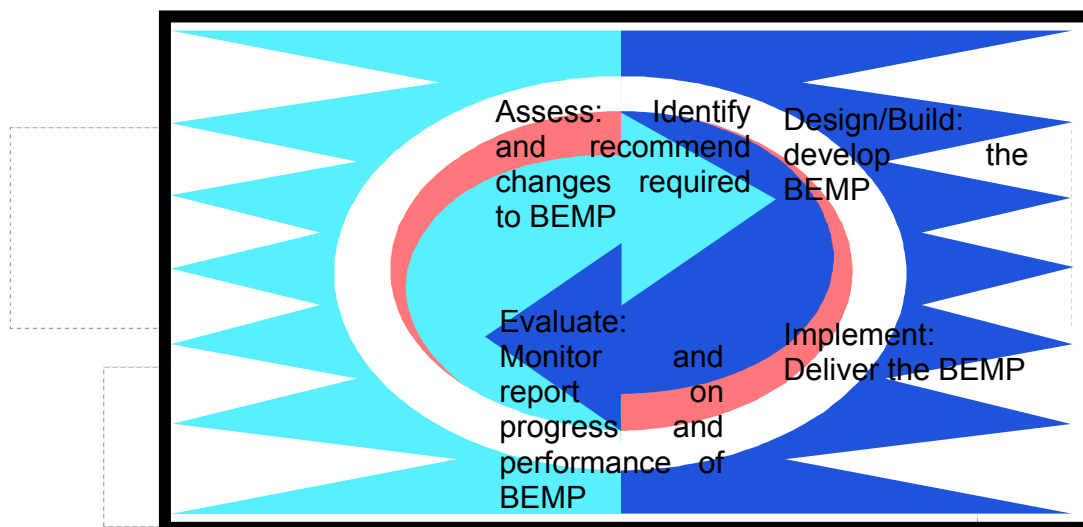 Assess: Identify
and recommend
changes required
to BEMP
Design/Build:
develop the
BEMP
Evaluate:
Monitor and
report on
progress and
performance of
BEMP
Implement:
Deliver the BEMP